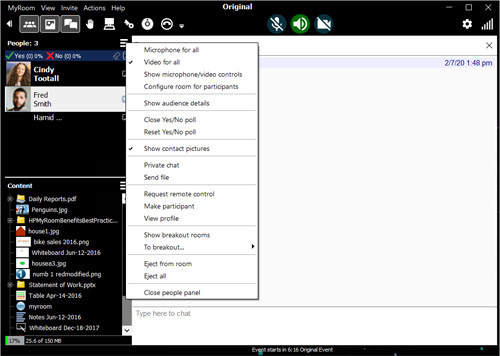 MyRoom View Invite Actions Help
Original
People: 3
Yes (0) 0% No (0) 0%
Cindy
Tootall
Fred
Smith
Hamid ...
Microphone for all
Video for all
Show microphone/video controls
Configure room for participants
Show audience details
Close Yes/No poll
Reset Yes/No poll
Show contact pictures
Private chat
Send file
Request remote control
Make participant
View profile
Show breakout rooms
To breakout...
Eject from room
Eject all
Close people panel
2/7/20 1:48 pm
Content
Daily Reports.pdf
Penguins.jpg
HPMyRoomBenefitsBestPractic...
house1.jpg
bike sales 2016.png
Whiteboard Jun-12-2016
housea3.jpg
numb 1 redmodified.png
Statement of Work.pptx
Table Apr-14-2016
myroom
Notes Jun-12-2016
Whiteboard Dec-18-2017
17% 25.6 of 150 MB
Type here to chat
Event starts in 6:16 Original Event